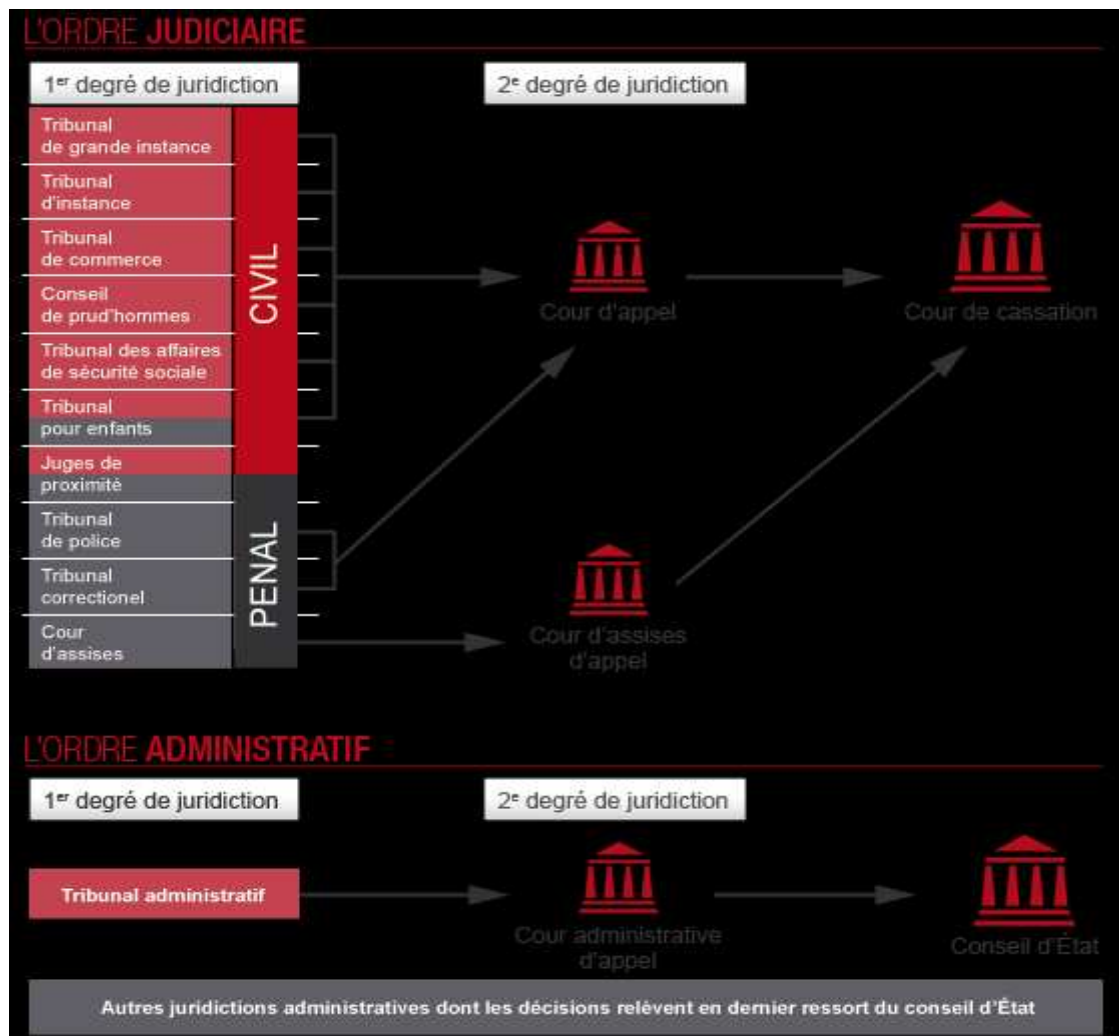 L'ORDRE JUDICIAIRE
1er degré de juridiction
2e degré de juridiction
Tribunal
de grande instance
Tribunal
d'instance
Tribunal
de commerce
Conseil
de prud'hommes
Tribunal des affaires
de sécurité sociale
Tribunal
pour enfants
Juges de
proximité
Tribunal
de police
Tribunal
correctionel
Cour
d'assises
CIVIL
PENAL
Cour d'appel
Cour de cassation
Cour d'assises
d'appel
L'ORDRE ADMINISTRATIF
1er degré de juridiction
2e degré de juridiction
Tribunal administratif
Cour administrative
d'appel
Conseil d'État
Autres juridictions administratives dont les décisions relèvent en dernier ressort du conseil d'État